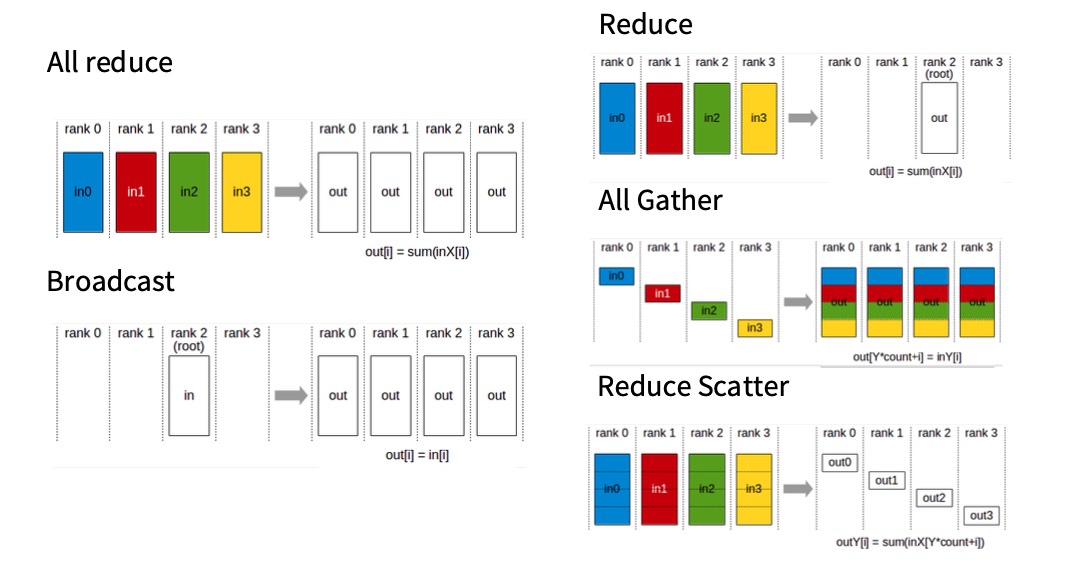 All reduce
rank 0 rank 1 rank 2 rank 3 rank 0 rank 1 rank 2 rank 3
in0 in1 in2 in3 out out out out
out[i] = sum(inX[i])
Broadcast
rank 0 rank 1 rank 2 rank 3 rank 0 rank 1 rank 2 rank 3
(root)
in out out out out
out[i] = in[i]
Reduce
rank 0 rank 1 rank 2 rank 3 rank 0 rank 1 rank 2 rank 3
(root)
in0 in1 in2 in3 out
out[i] = sum(inX[i])
All Gather
rank 0 rank 1 rank 2 rank 3 rank 0 rank 1 rank 2 rank 3
in0
in1
in2
in3
out out out out
out[Y*count+i] = inY[i]
Reduce Scatter
rank 0 rank 1 rank 2 rank 3 rank 0 rank 1 rank 2 rank 3
in0 in1 in2 in3
out0
out1
out2
out3
outY[i] = sum(inX[Y*count+i])